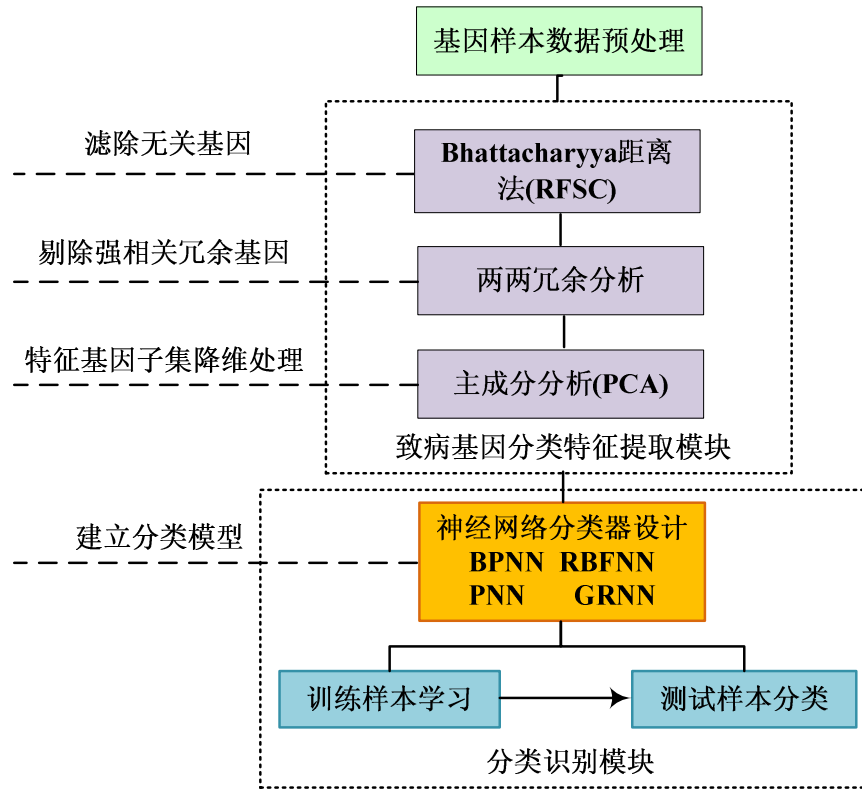 基因样本数据预处理
滤除无关基因
Bhattacharyya距离
法(RFSC)
剔除强相关冗余基因
两两冗余分析
特征基因子集降维处理
主成分分析(PCA)
致病基因分类特征提取模块
建立分类模型
神经网络分类器设计
BPNN RBFNN
PNN GRNN
训练样本学习
测试样本分类
分类识别模块